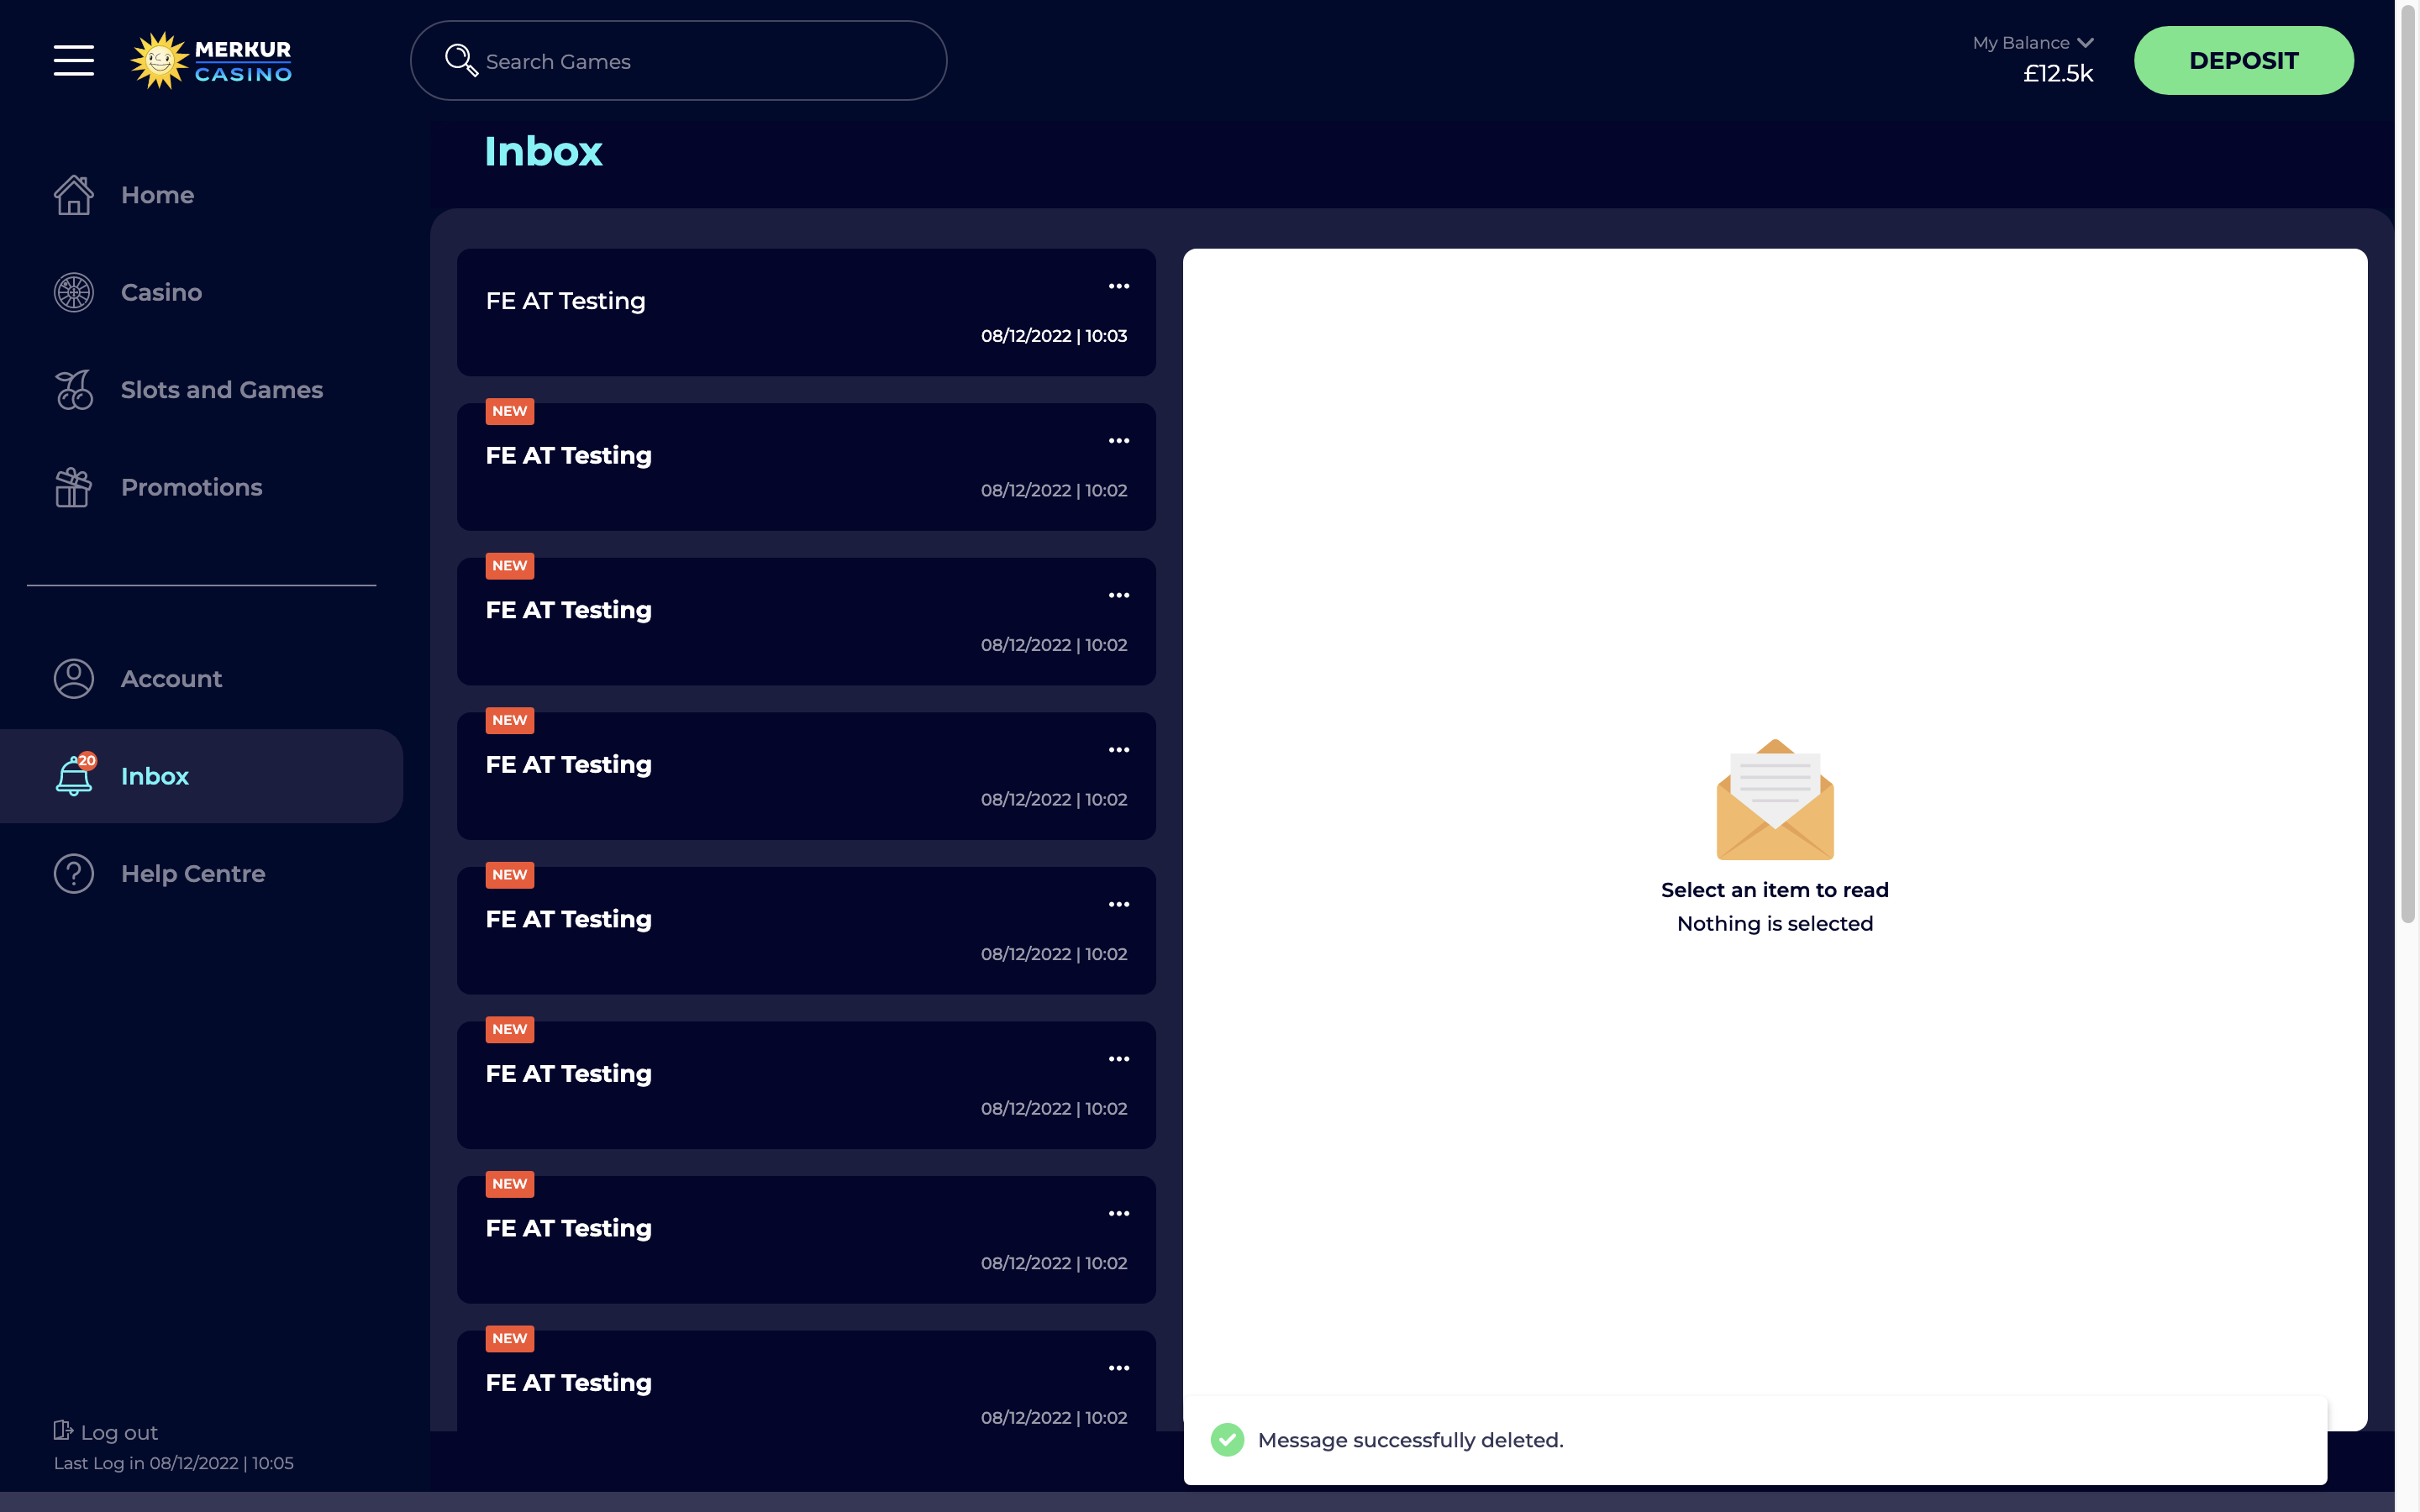 MERKUR
CASINO
Search Games
My Balance
£12.5k
DEPOSIT
Home
Casino
Slots and Games
Promotions
Account
20
Inbox
Help Centre
Log out
Last Log in 08/12/2022 | 10:05
Inbox
FE AT Testing
08/12/2022 | 10:03
NEW
FE AT Testing
08/12/2022 | 10:02
NEW
FE AT Testing
08/12/2022 | 10:02
NEW
FE AT Testing
08/12/2022 | 10:02
NEW
FE AT Testing
08/12/2022 | 10:02
NEW
FE AT Testing
08/12/2022 | 10:02
NEW
FE AT Testing
08/12/2022 | 10:02
NEW
FE AT Testing
08/12/2022 | 10:02
Select an item to read
Nothing is selected
Message successfully deleted.